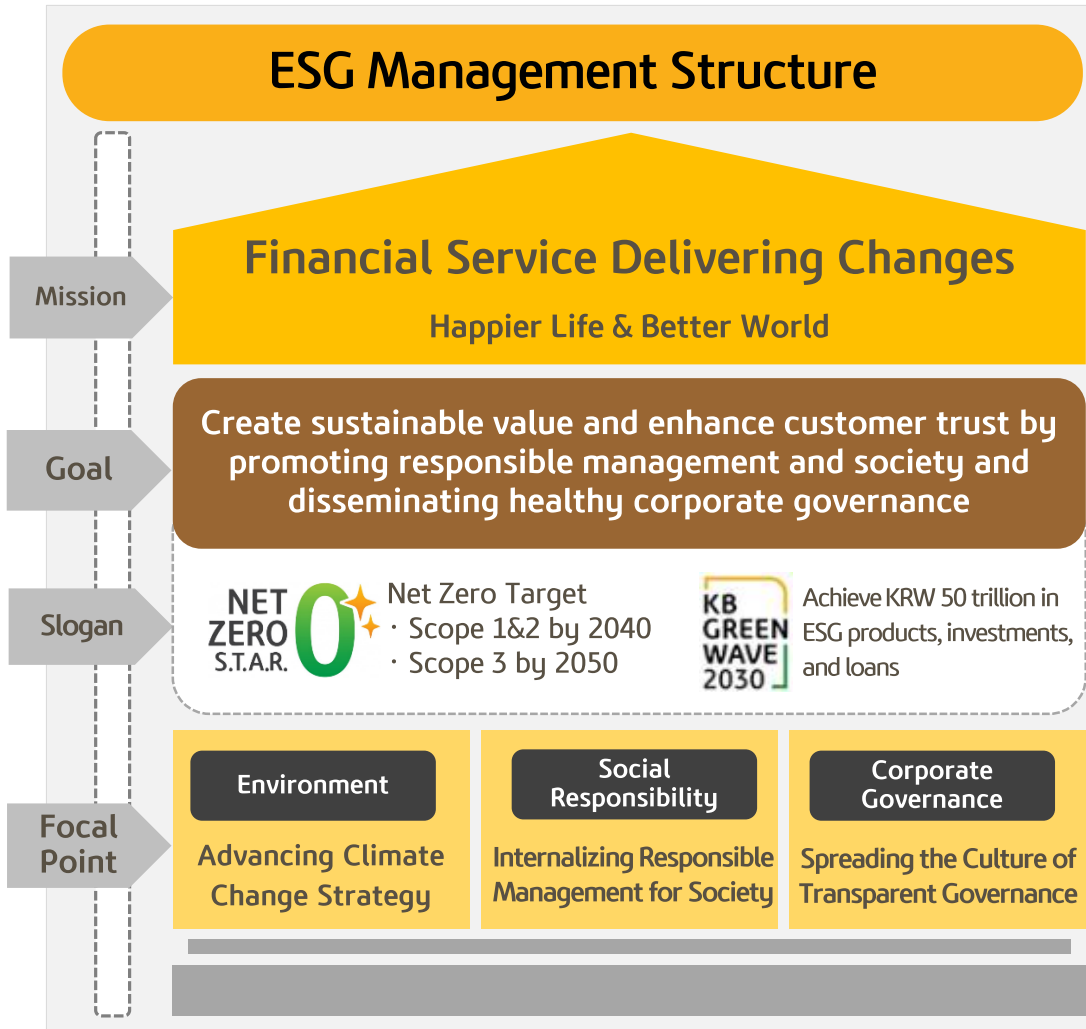 ESG Management Structure
Mission
Financial Service Delivering Changes
Happier Life & Better World
Goal
Create sustainable value and enhance customer trust by
promoting responsible management and society and
disseminating healthy corporate governance
Slogan
NET
ZERO
S.T.A.R.
0
Net Zero Target
· Scope 1&2 by 2040
· Scope 3 by 2050
KB
GREEN
WAVE
2030
Achieve KRW 50 trillion in
ESG products, investments,
and loans
Focal
Point
Environment
Advancing Climate
Change Strategy
Social
Responsibility
Internalizing Responsible
Management for Society
Corporate
Governance
Spreading the Culture of
Transparent Governance